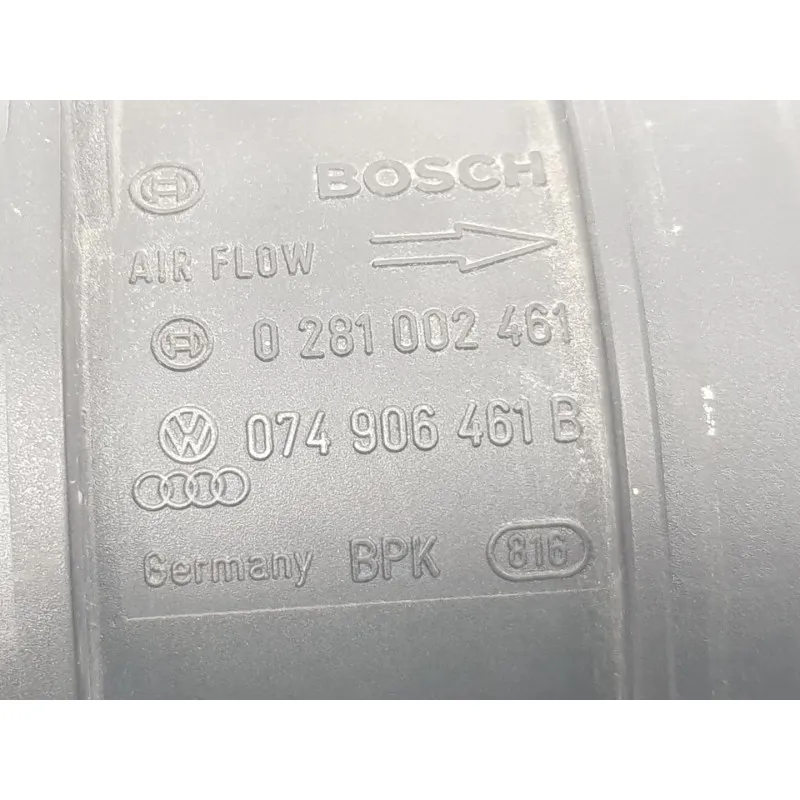 BOSCH
AIR FLOW
0 281 002 461
074 906 461 B
Germany BPK 816